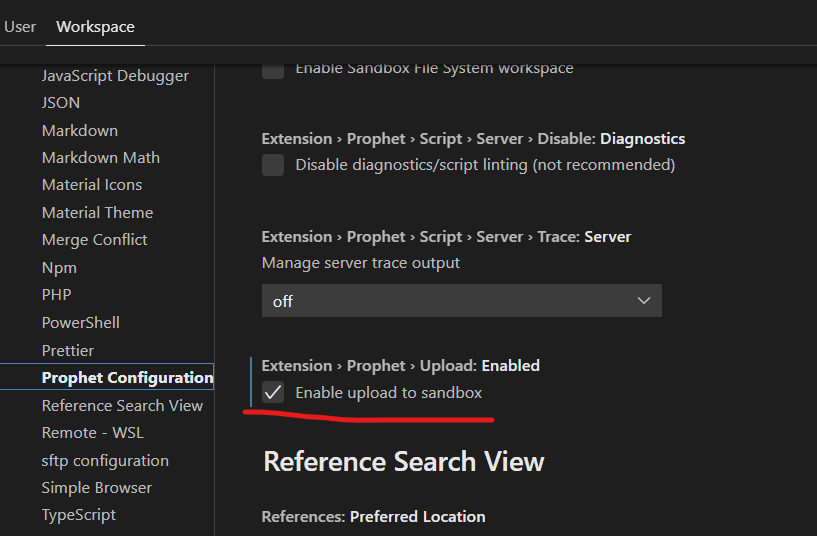 User Workspace
JavaScript Debugger
JSON
Markdown
Markdown Math
Material Icons
Material Theme
Merge Conflict
Npm
PHP
PowerShell
Prettier
Prophet Configuration
Reference Search View
Remote - WSL
sftp configuration
Simple Browser
TypeScript
Enable Sandbox File System workspace
Extension › Prophet › Script › Server › Disable: Diagnostics
Disable diagnostics/script linting (not recommended)
Extension › Prophet › Script › Server › Trace: Server
Manage server trace output
off
Extension › Prophet › Upload: Enabled
Enable upload to sandbox
Reference Search View
References: Preferred Location